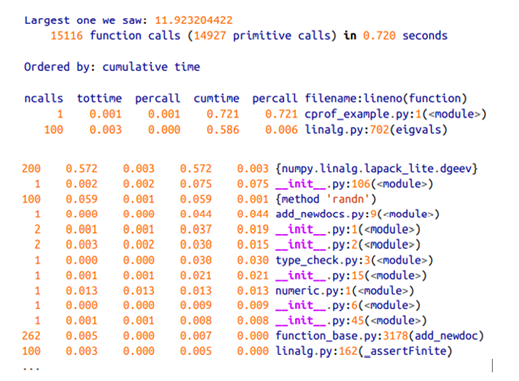 Largest one we saw: 11.923204422
15116 function calls (14927 primitive calls) in 0.720 seconds
Ordered by: cumulative time
ncalls tottime percall cumtime percall filename:lineno(function)
1 0.001 0.001 0.721 0.721 cprof_example.py:1(<module>)
100 0.003 0.000 0.586 0.006 linalg.py:702(eigvals)
200 0.572 0.003 0.572 0.003 {numpy.linalg.lapack_lite.dgeev}
1 0.002 0.002 0.075 0.075 __init__.py:106(<module>)
100 0.059 0.001 0.059 0.001 {method 'randn')
1 0.000 0.000 0.044 0.044 add_newdocs.py:9(<module>)
2 0.001 0.001 0.037 0.019 __init__.py:1(<module>)
2 0.003 0.002 0.030 0.015 __init__.py:2(<module>)
1 0.000 0.000 0.030 0.030 type_check.py:3(<module>)
1 0.001 0.001 0.021 0.021 __init__.py:15(<module>)
1 0.013 0.013 0.013 0.013 numeric.py:1(<module>)
1 0.000 0.000 0.009 0.009 __init__.py:6(<module>)
1 0.001 0.001 0.008 0.008 __init__.py:45(<module>)
262 0.005 0.000 0.007 0.000 function_base.py:3178(add_newdoc)
100 0.003 0.000 0.005 0.000 linalg.py:162(_assertFinite)
...